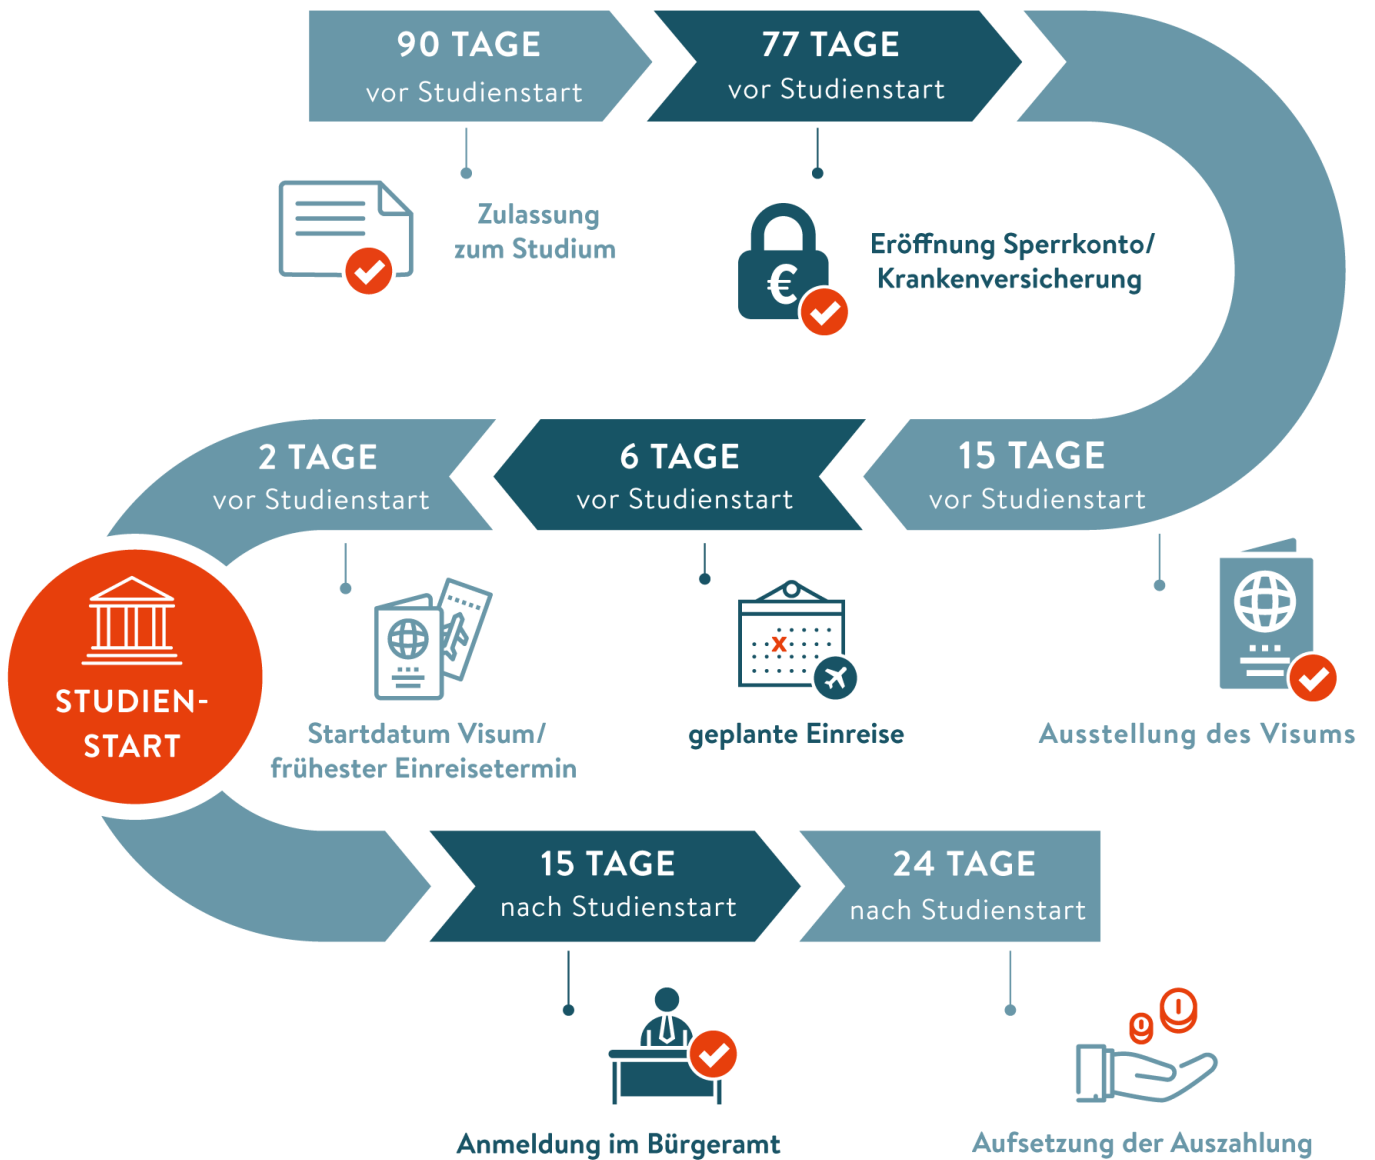 90 TAGE
vor Studienstart
77 TAGE
vor Studienstart
Zulassung
zum Studium
€
Eröffnung Sperrkonto/
Krankenversicherung
15 TAGE
vor Studienstart
6 TAGE
vor Studienstart
2 TAGE
vor Studienstart
Ausstellung des Visums
x
geplante Einreise
Startdatum Visum/
frühester Einreisetermin
STUDIEN-
START
15 TAGE
nach Studienstart
24 TAGE
nach Studienstart
Anmeldung im Bürgeramt
Aufsetzung der Auszahlung